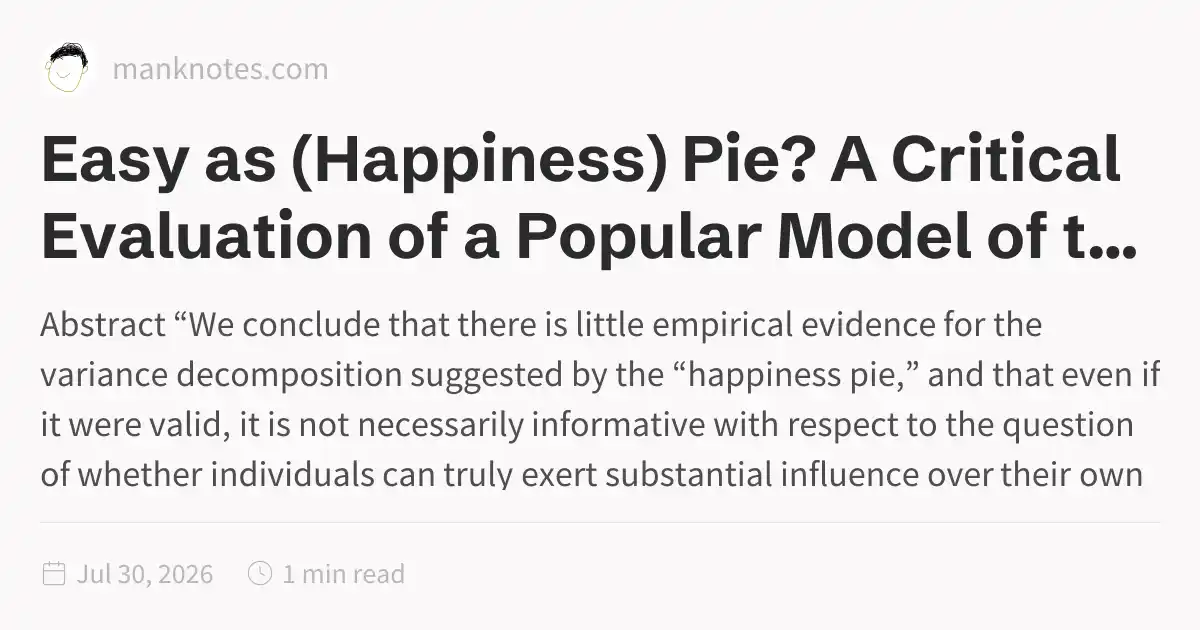 manknotes.com
Easy as (Happiness) Pie? A Critical
Evaluation of a Popular Model of t...
Abstract “We conclude that there is little empirical evidence for the
variance decomposition suggested by the “happiness pie,” and that even if
it were valid, it is not necessarily informative with respect to the question
of whether individuals can truly exert substantial influence over their own
Jul 30, 2026 1 min read